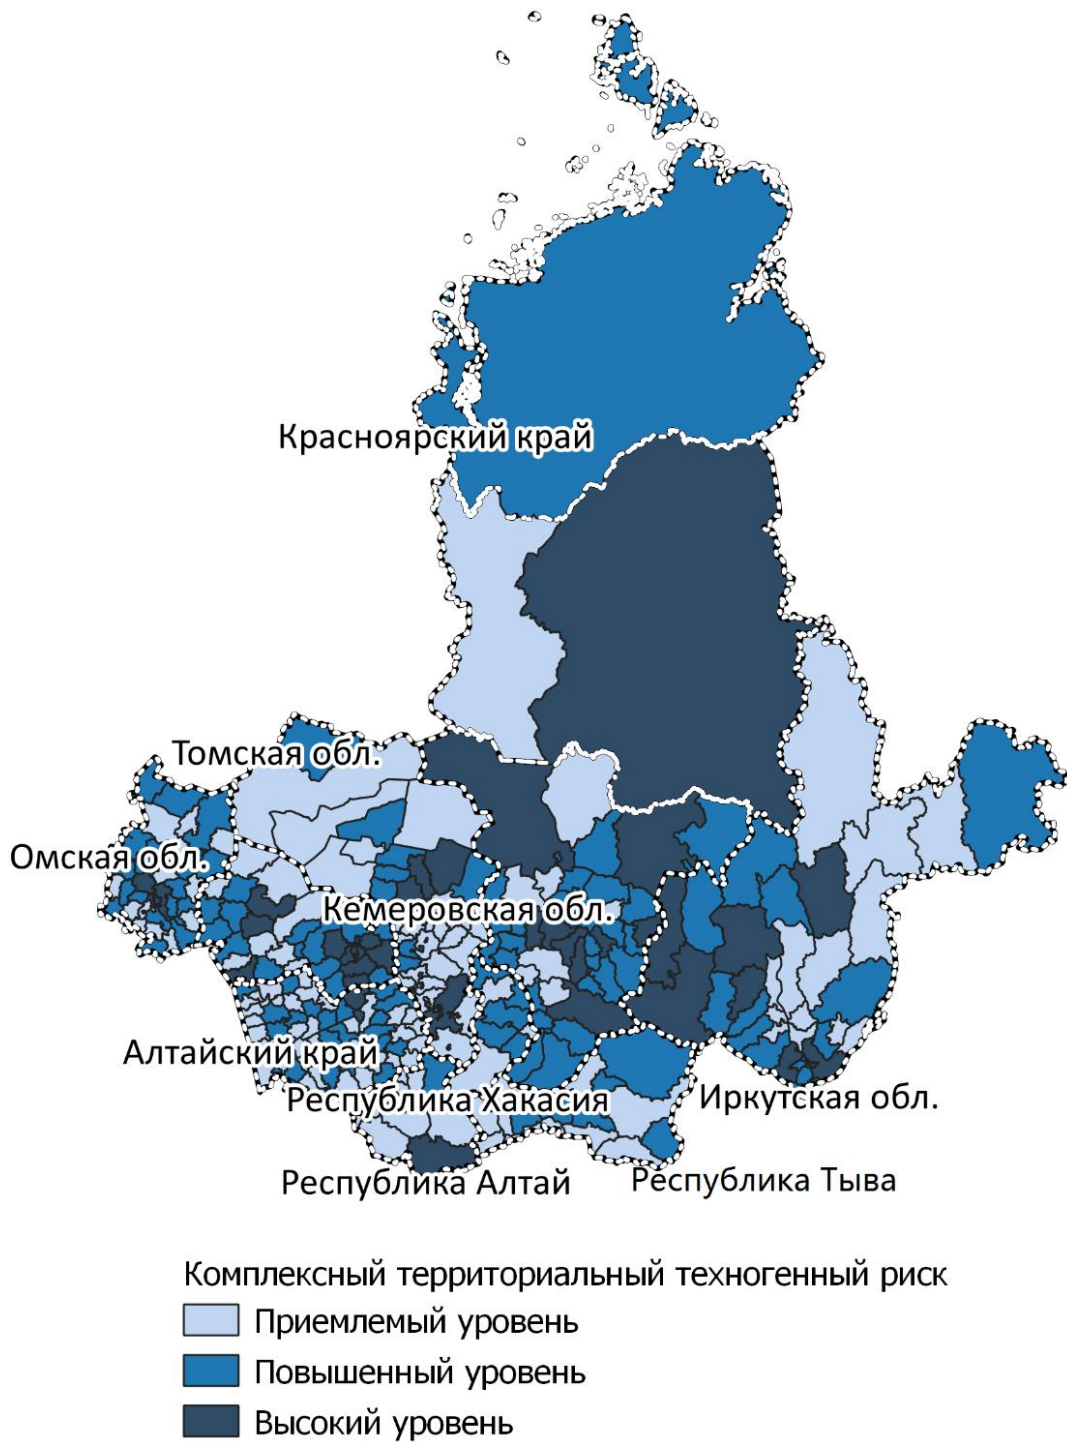 Красноярский край
Томская обл.
Омская обл.
Кемеровская обл.
Алтайский край
Республика Хакасия
Иркутская обл.
Республика Алтай
Республика Тыва
Комплексный территориальный техногенный риск
Приемлемый уровень
Повышенный уровень
Высокий уровень